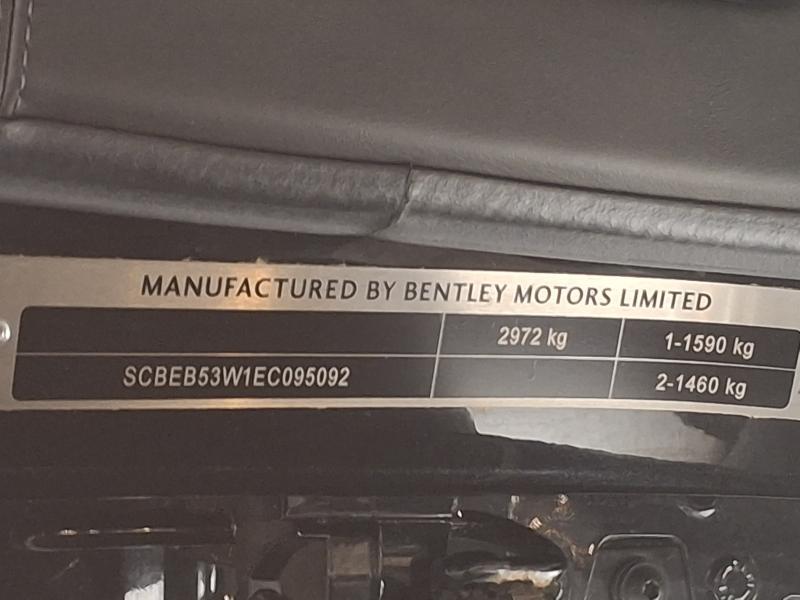 MANUFACTURED BY BENTLEY MOTORS LIMITED
2972 kg 1-1590 kg
SCBEB53W1EC095092 2-1460 kg